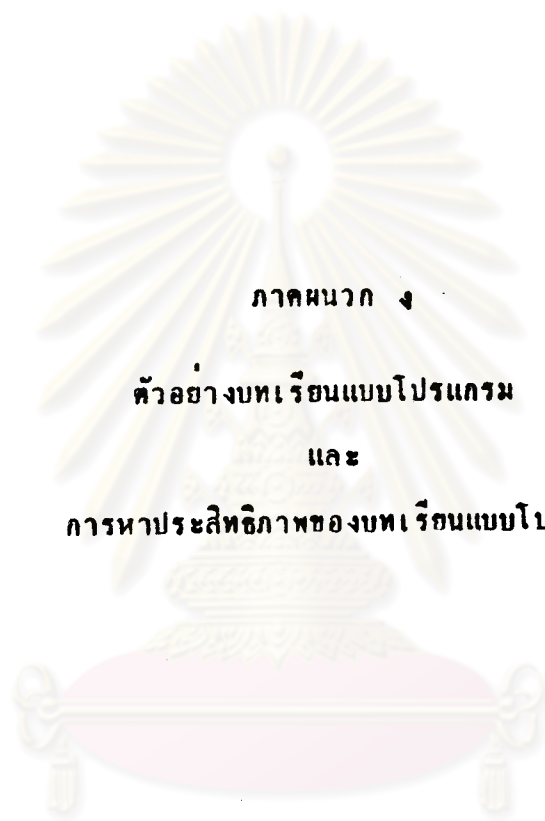 ภาคผนวก ง
ตัวอย่างบทเรียนแบบโปรแกรม
และ
การหาประสิทธิภาพของบทเรียนแบบโป